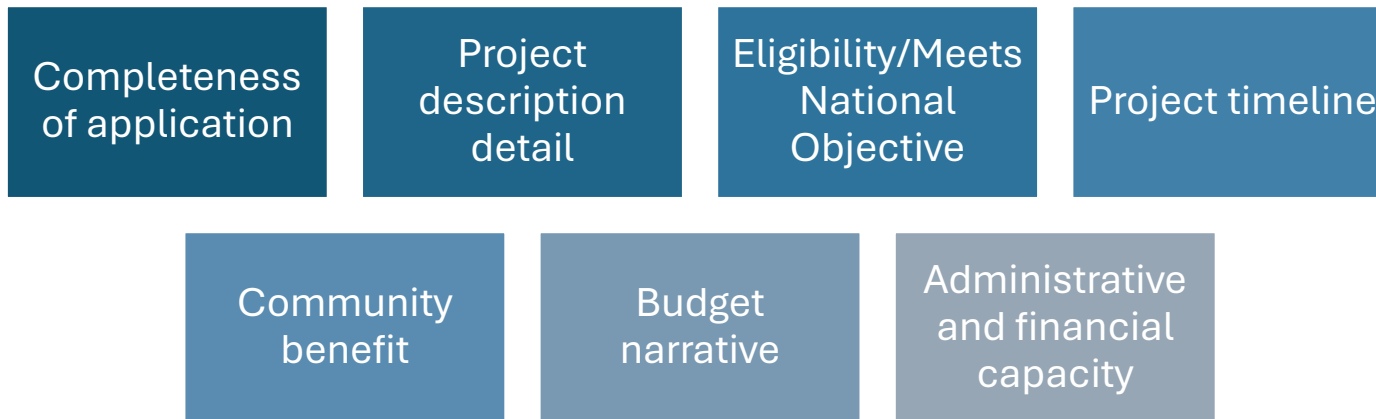 Completeness
of application
Project
description
detail
Eligibility/Meets
National
Objective
Project timeline
Community
benefit
Budget
narrative
Administrative
and financial
capacity